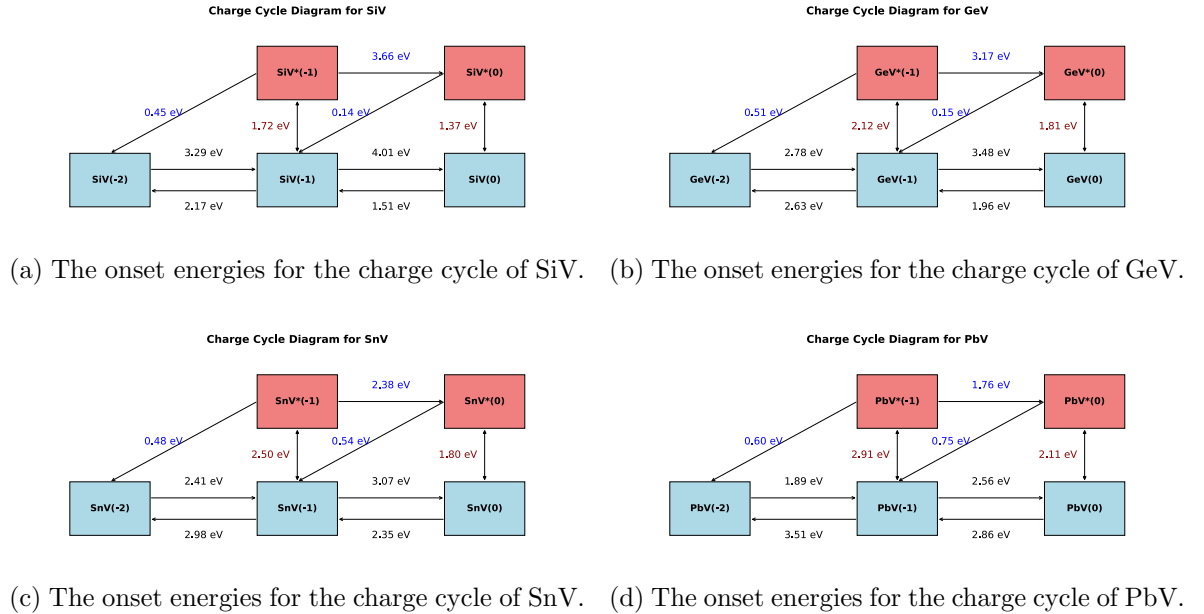 Charge Cycle Diagram for SiV
3.66 eV
SiV*(-1)
SiV*(0)
0.45 eV
0.14 eV
1.72 eV
1.37 eV
3.29 eV
4.01 eV
SiV(-2)
SiV(-1)
SiV(0)
2.17 eV
1.51 eV
(a) The onset energies for the charge cycle of SiV.
Charge Cycle Diagram for GeV
3.17 eV
GeV*(-1)
GeV*(0)
0.51 eV
0.15 eV
2.12 eV
1.81 eV
2.78 eV
3.48 eV
GeV(-2)
GeV(-1)
GeV(0)
2.63 eV
1.96 eV
(b) The onset energies for the charge cycle of GeV.
Charge Cycle Diagram for SnV
2.38 eV
SnV*(-1)
SnV*(0)
0.48 eV
0.54 eV
2.50 eV
1.80 eV
2.41 eV
3.07 eV
SnV(-2)
SnV(-1)
SnV(0)
2.98 eV
2.35 eV
(c) The onset energies for the charge cycle of SnV.
Charge Cycle Diagram for PbV
1.76 eV
PbV*(-1)
PbV*(0)
0.60 eV
0.75 eV
2.91 eV
2.11 eV
1.89 eV
2.56 eV
PbV(-2)
PbV(-1)
PbV(0)
3.51 eV
2.86 eV
(d) The onset energies for the charge cycle of PbV.